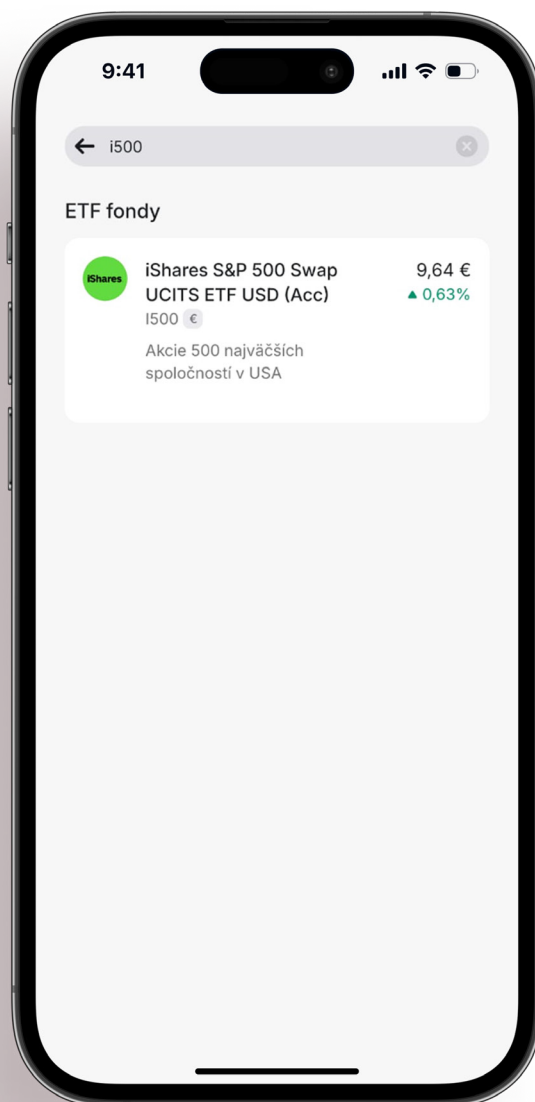 9:41
i500
ETF fondy
iShares
iShares S&P 500 Swap
UCITS ETF USD (Acc)
9,64 €
▲ 0,63%
I500 €
Akcie 500 najväčších
spoločností v USA